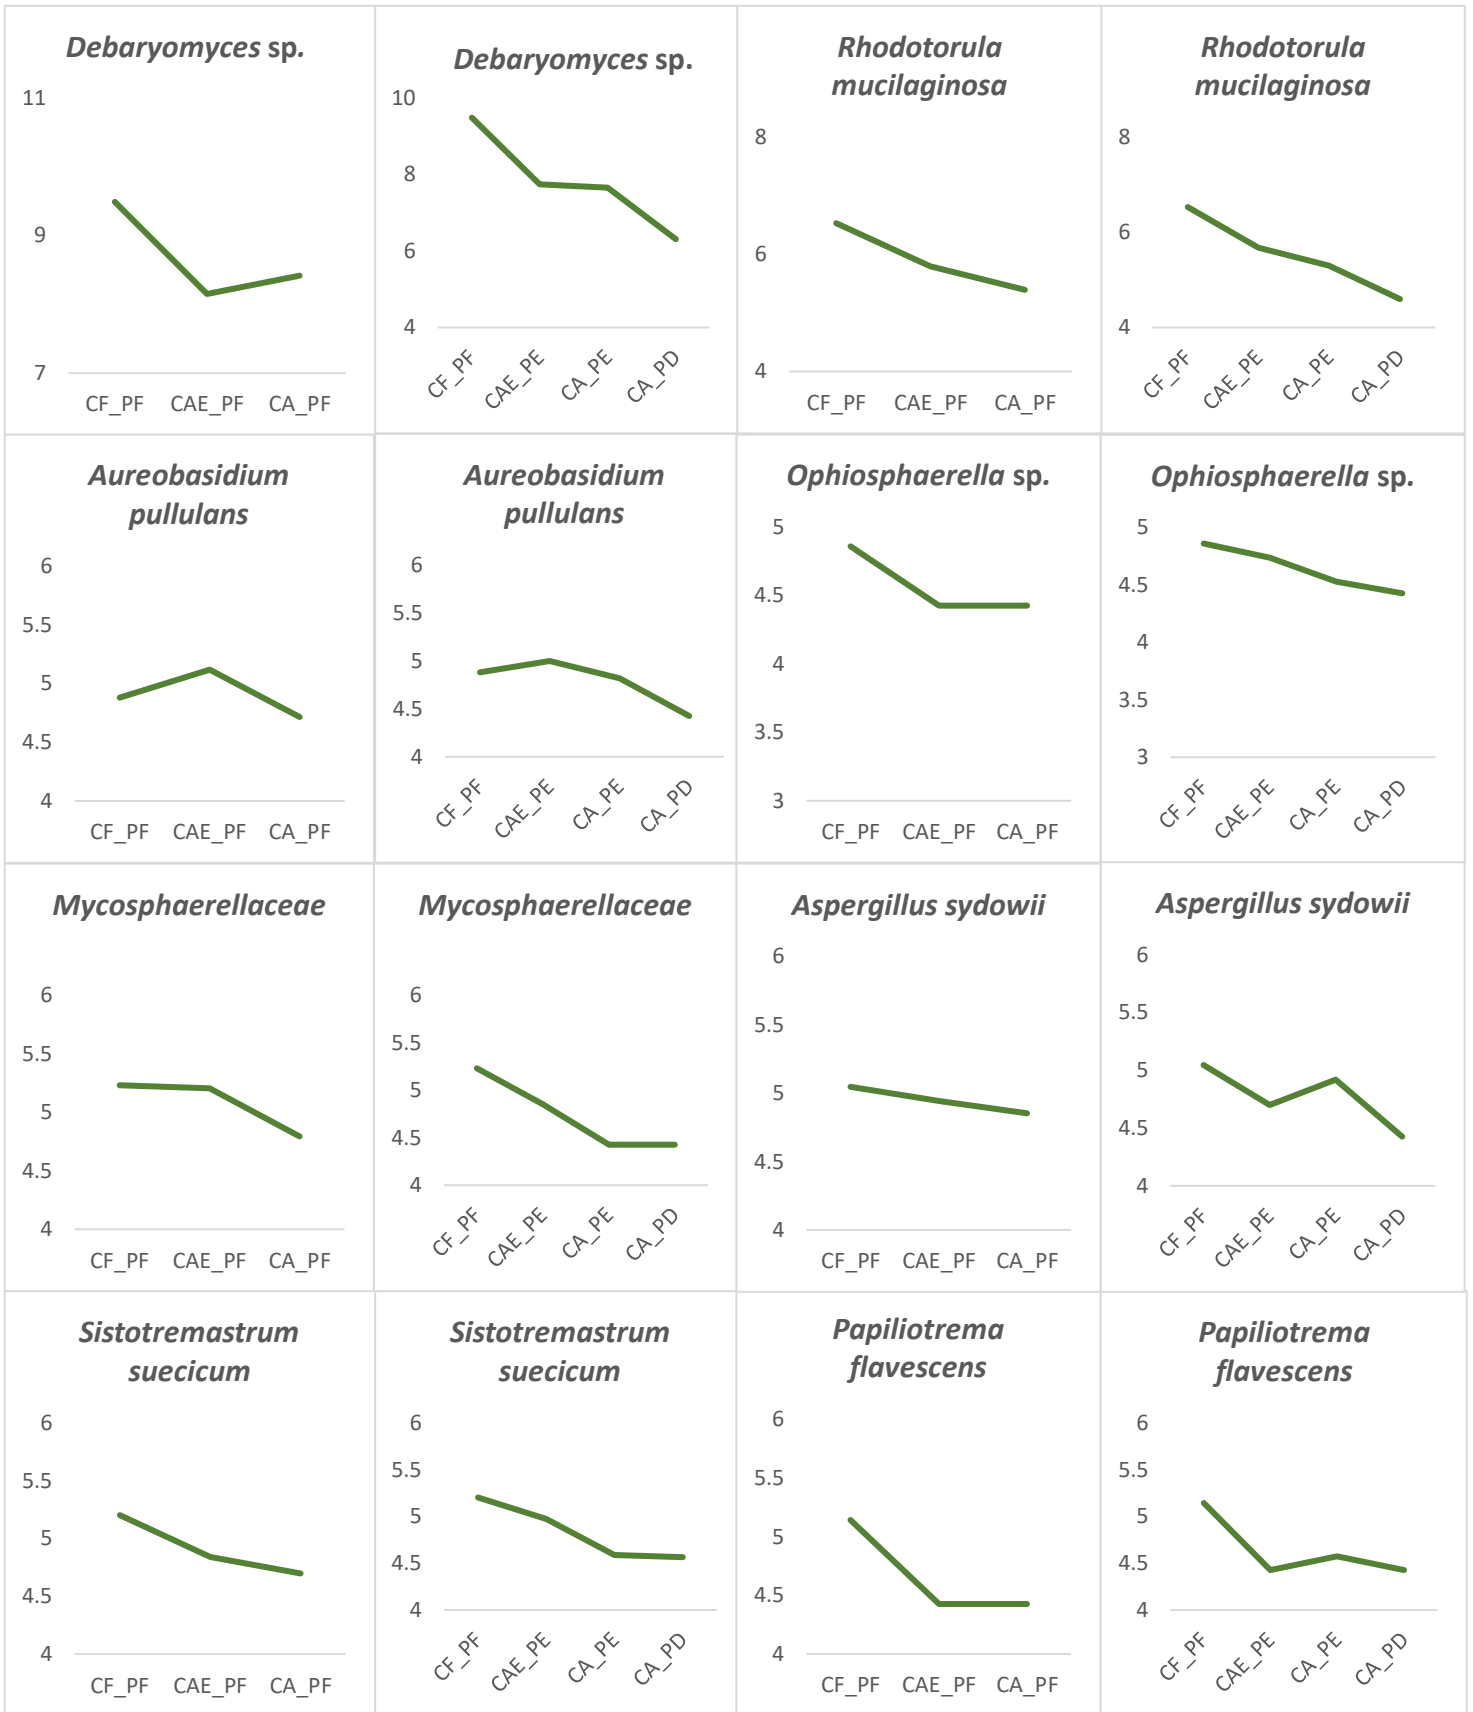 Debaryomyces sp.
11
9
7
CF_PF CAE_PF CA_PF
Debaryomyces sp.
10
8
6
4
CF_PF CAE_PE CA_PE CA_PD
Rhodotorula
mucilaginosa
8
6
4
CF_PF CAE_PF CA_PF
Rhodotorula
mucilaginosa
8
6
4
CF_PF CAE_PE CA_PE CA_PD
Aureobasidium
pullulans
6
5.5
5
4.5
4
CF_PF CAE_PF CA_PF
Aureobasidium
pullulans
6
5.5
5
4.5
4
CF_PF CAE_PE CA_PE CA_PD
Ophiosphaerella sp.
5
4.5
4
3.5
3
CF_PF CAE_PF CA_PF
Ophiosphaerella sp.
5
4.5
4
3.5
3
CF_PF CAE_PE CA_PE CA_PD
Mycosphaerellaceae
6
5.5
5
4.5
4
CF_PF CAE_PF CA_PF
Mycosphaerellaceae
6
5.5
5
4.5
4
CF_PF CAE_PE CA_PE CA_PD
Aspergillus sydowii
6
5.5
5
4.5
4
CF_PF CAE_PF CA_PF
Aspergillus sydowii
6
5.5
5
4.5
4
CF_PF CAE_PE CA_PE CA_PD
Sistotremastrum
suecicum
6
5.5
5
4.5
4
CF_PF CAE_PF CA_PF
Sistotremastrum
suecicum
6
5.5
5
4.5
4
CF_PF CAE_PE CA_PE CA_PD
Papiliotrema
flavescens
6
5.5
5
4.5
4
CF_PF CAE_PF CA_PF
Papiliotrema
flavescens
6
5.5
5
4.5
4
CF_PF CAE_PE CA_PE CA_PD